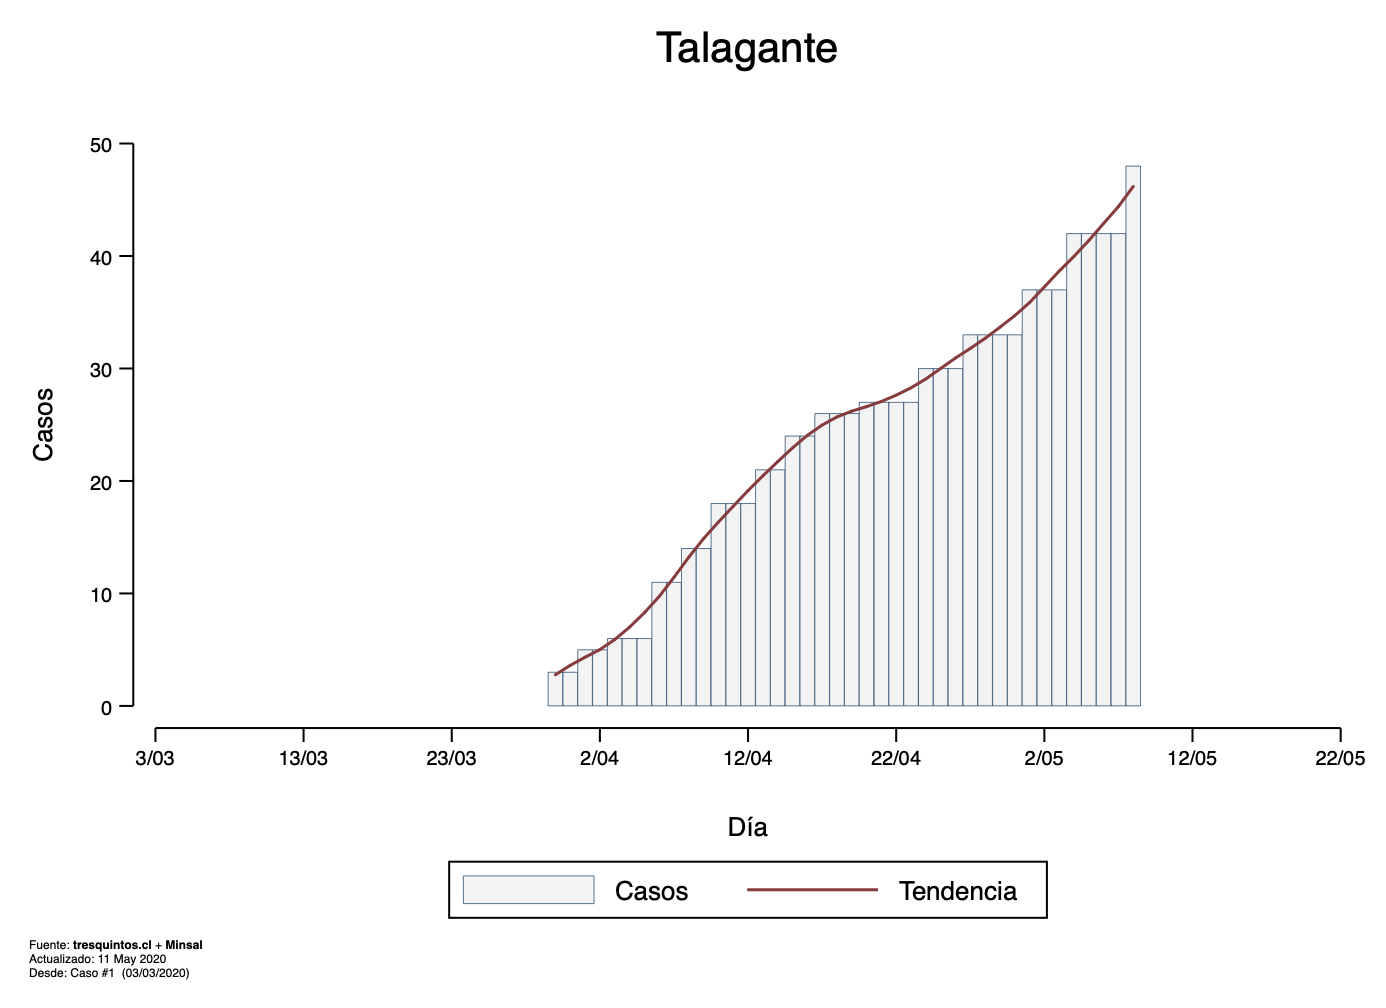 Talagante
50
40
30
20
10
0
Casos
3/03 13/03 23/03 2/04 12/04 22/04 2/05 12/05 22/05
Día
Casos Tendencia
Fuente: tresquintos.cl + Minsal
Actualizado: 11 May 2020
Desde: Caso #1 (03/03/2020)